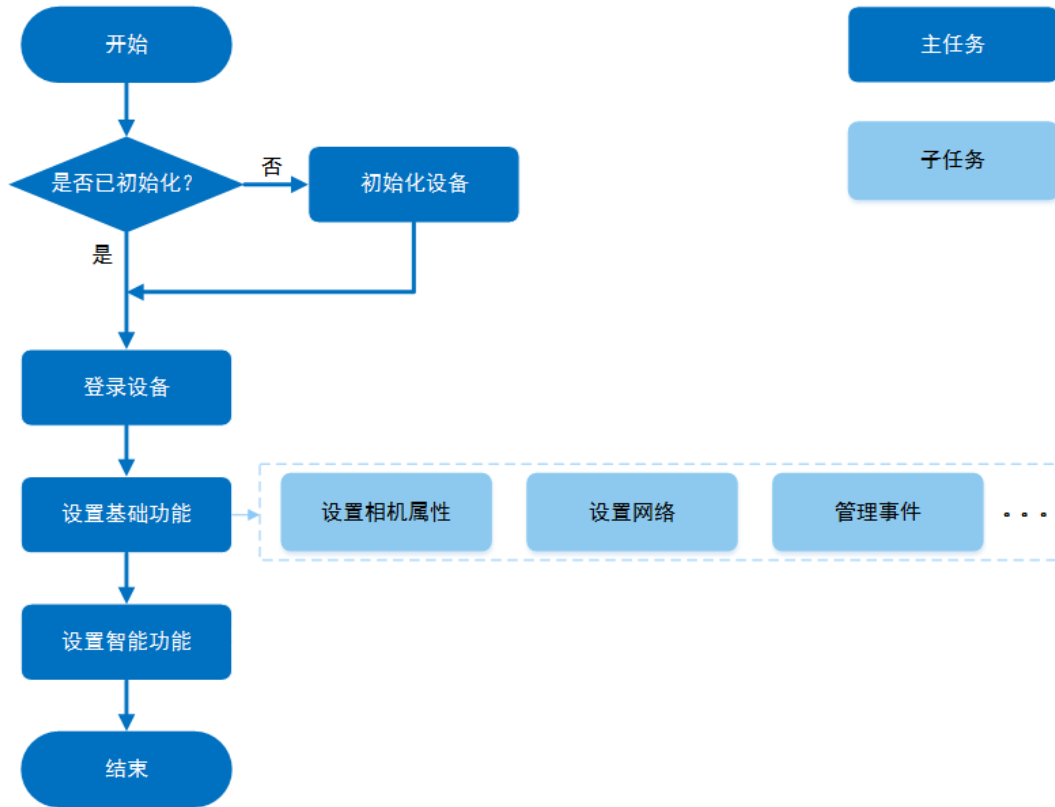 开始
主任务
子任务
是否已初始化？
否
初始化设备
是
登录设备
设置基础功能
设置相机属性
设置网络
管理事件
。。。
设置智能功能
结束